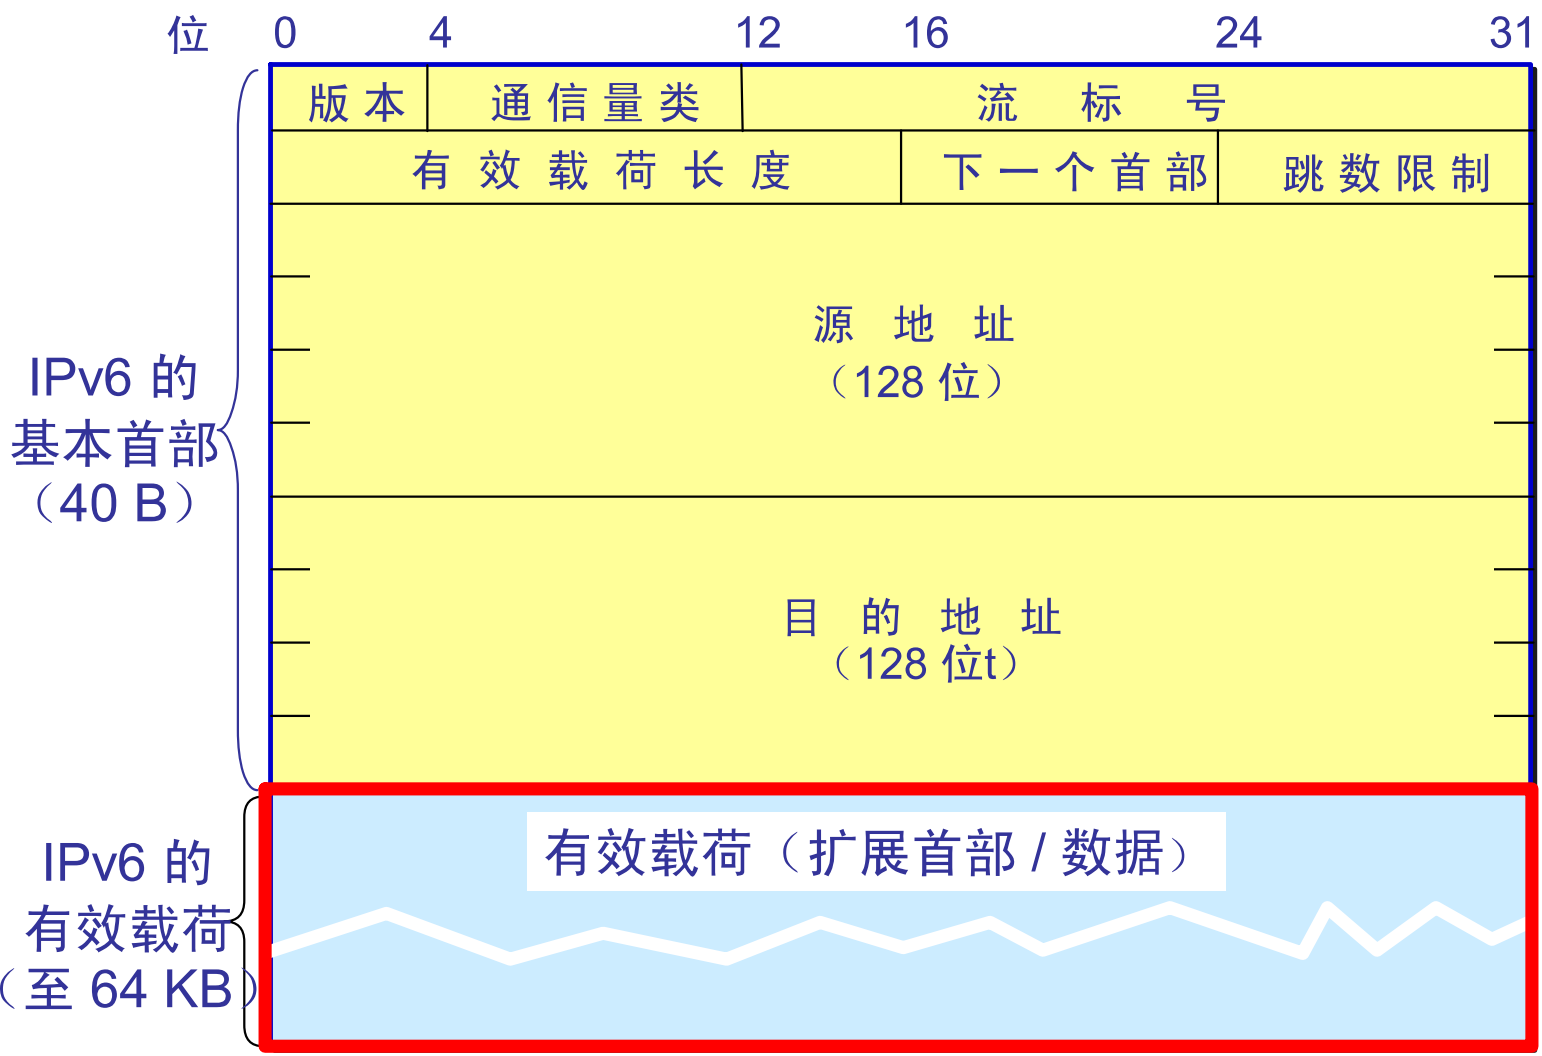 位 0 4 12 16 24 31
版本 通信量类 流标号
有效载荷长度 下一个首部 跳数限制
源地址
（128 位）
IPv6 的
基本首部
（40 B）
目的地址
（128 位t）
有效载荷（扩展首部 / 数据）
IPv6 的
有效载荷
（至 64 KB）